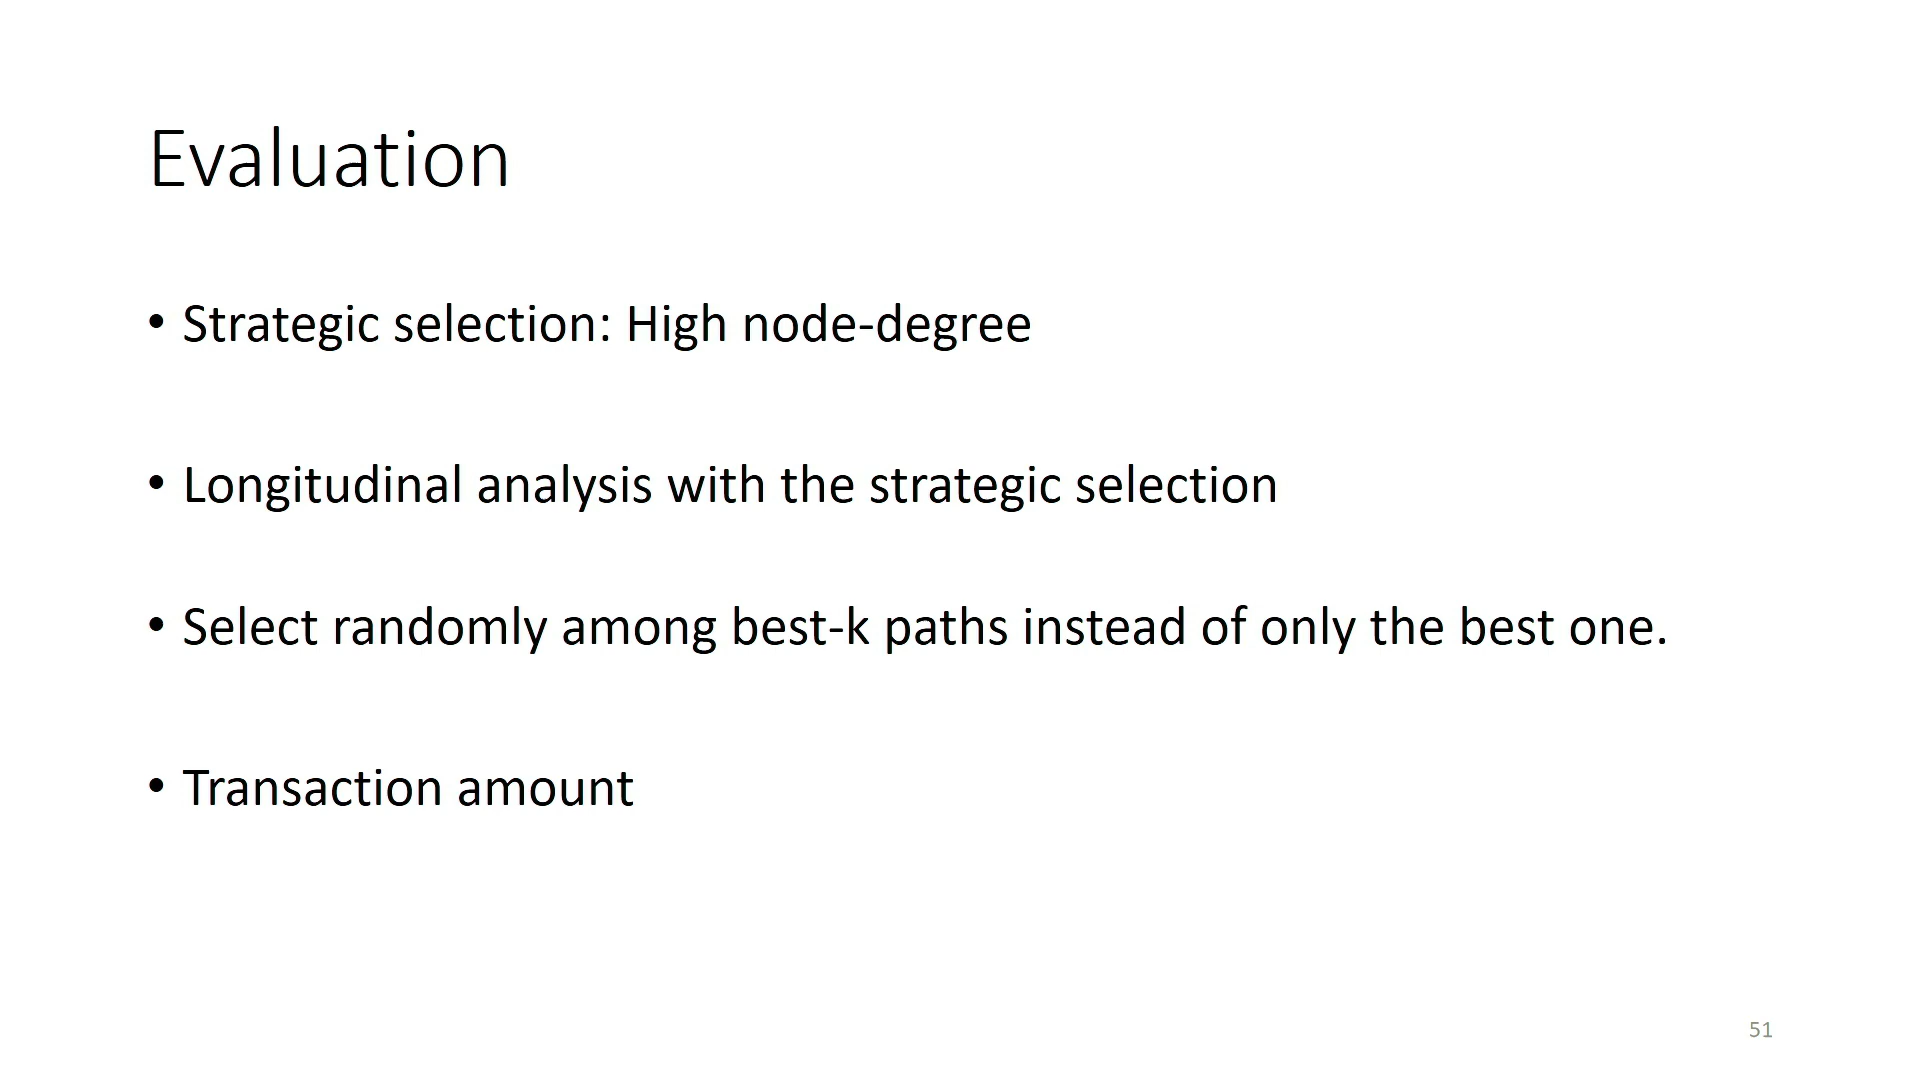 Evaluation
• Strategic selection: High node-degree
• Longitudinal analysis with the strategic selection
• Select randomly among best-k paths instead of only the best one.
• Transaction amount
51